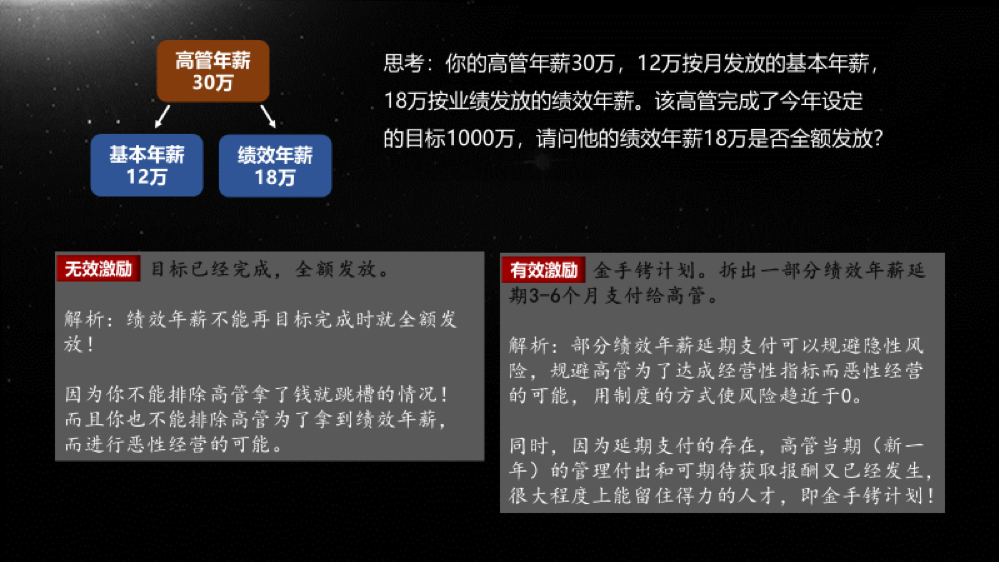 高管年薪
30万
基本年薪
12万
绩效年薪
18万
思考：你的高管年薪30万，12万按月发放的基本年薪，
18万按业绩发放的绩效年薪。该高管完成了今年设定
的目标1000万，请问他的绩效年薪18万是否全额发放？
无效激励 目标已经完成，全额发放。
解析：绩效年薪不能再目标完成时就全额发
放！
因为你不能排除高管拿了钱就跳槽的情况！
而且你也不能排除高管为了拿到绩效年薪，
而进行恶性经营的可能。
有效激励 金手铐计划。拆出一部分绩效年薪延
期3-6个月支付给高管。
解析：部分绩效年薪延期支付可以规避隐性风
险，规避高管为了达成经营性指标而恶性经营
的可能，用制度的方式使风险趋近于0。
同时，因为延期支付的存在，高管当期（新一
年）的管理付出和可期待获取报酬又已经发生，
很大程度上能留住得力的人才，即金手铐计划！